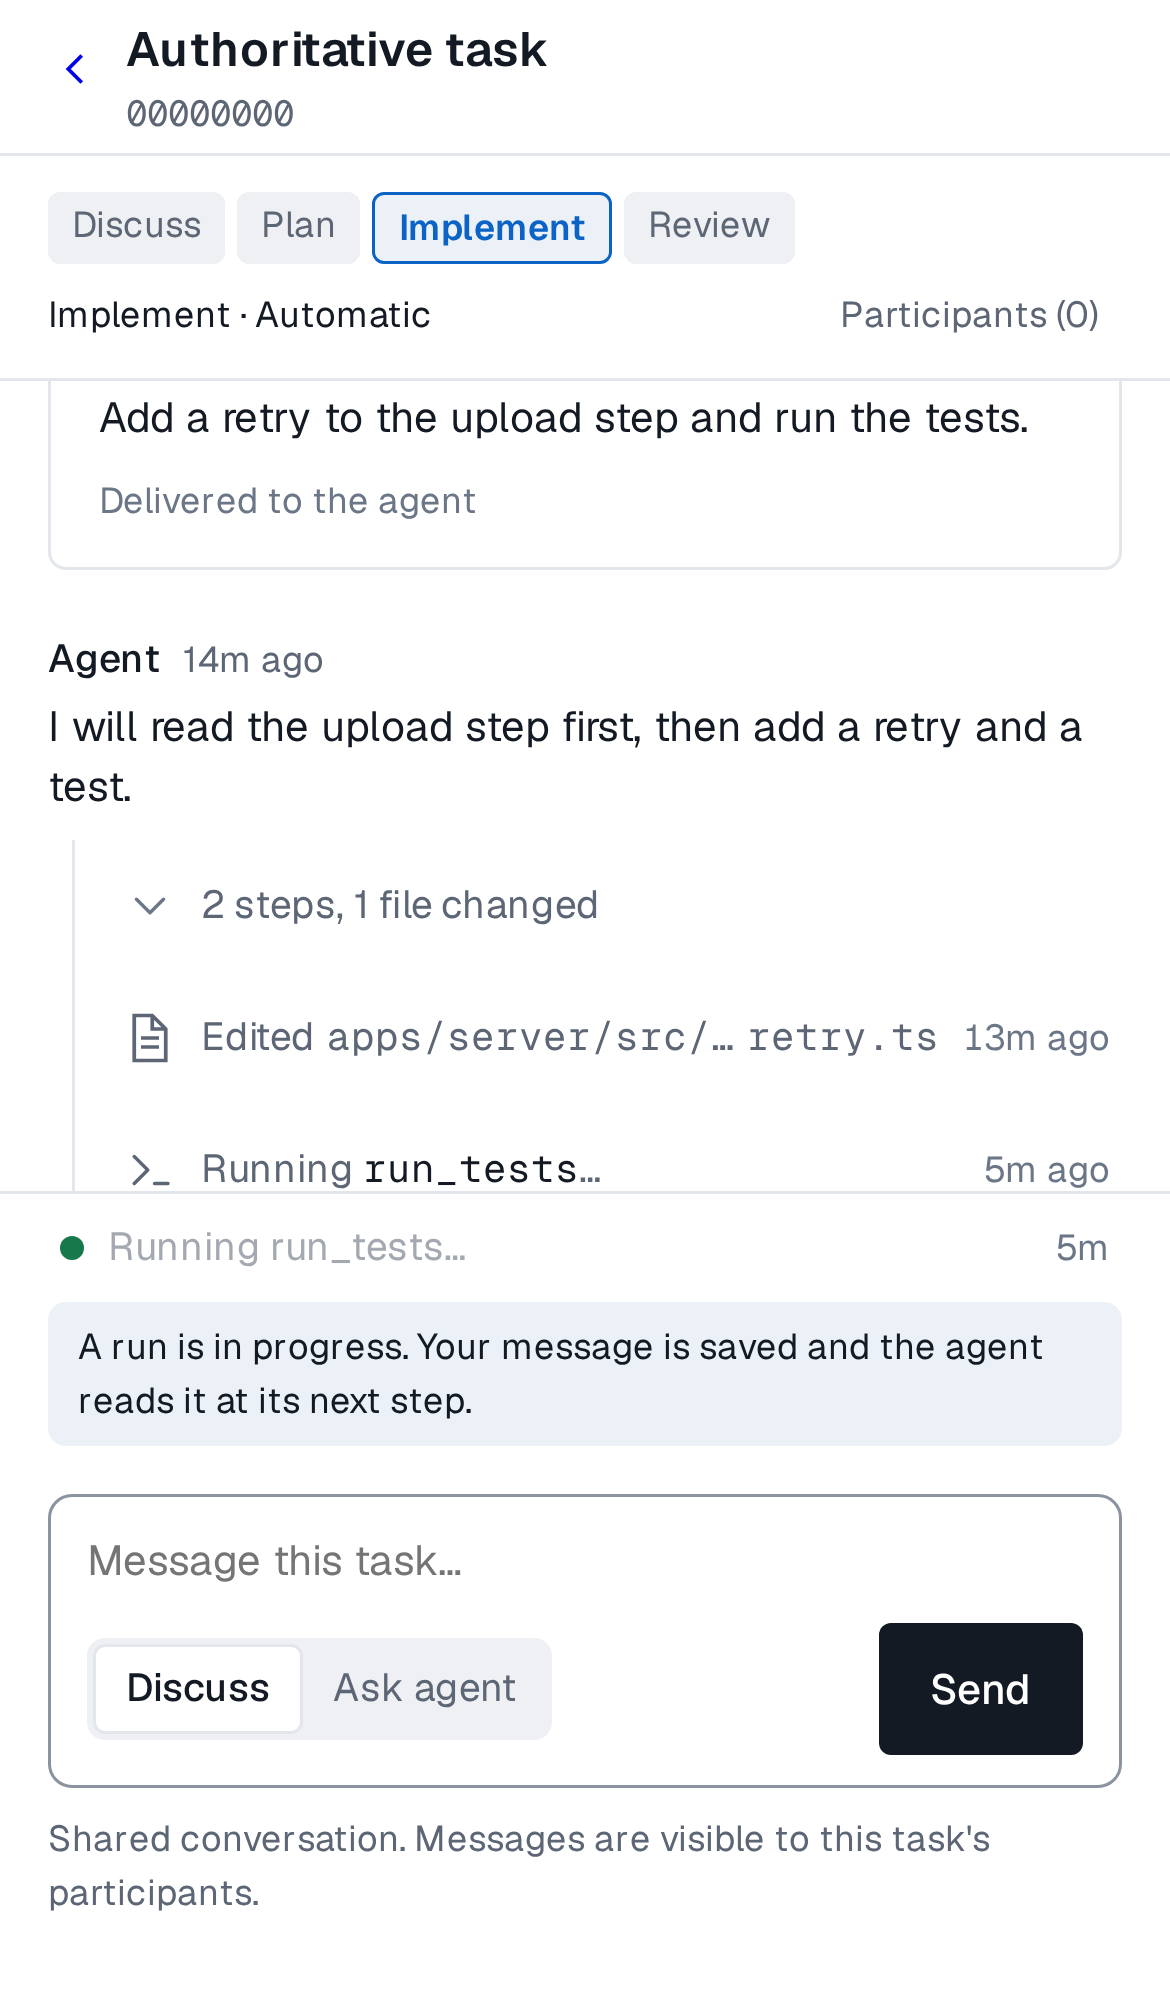 Authoritative task
00000000
Discuss Plan Implement Review
Implement · Automatic Participants (0)
Add a retry to the upload step and run the tests.
Delivered to the agent
Agent 14m ago
I will read the upload step first, then add a retry and a
test.
2 steps, 1 file changed
Edited apps/server/src/… retry.ts 13m ago
Running run_tests… 5m ago
Running run_tests… 5m
A run is in progress. Your message is saved and the agent
reads it at its next step.
Message this task…
Discuss Ask agent Send
Shared conversation. Messages are visible to this task's
participants.